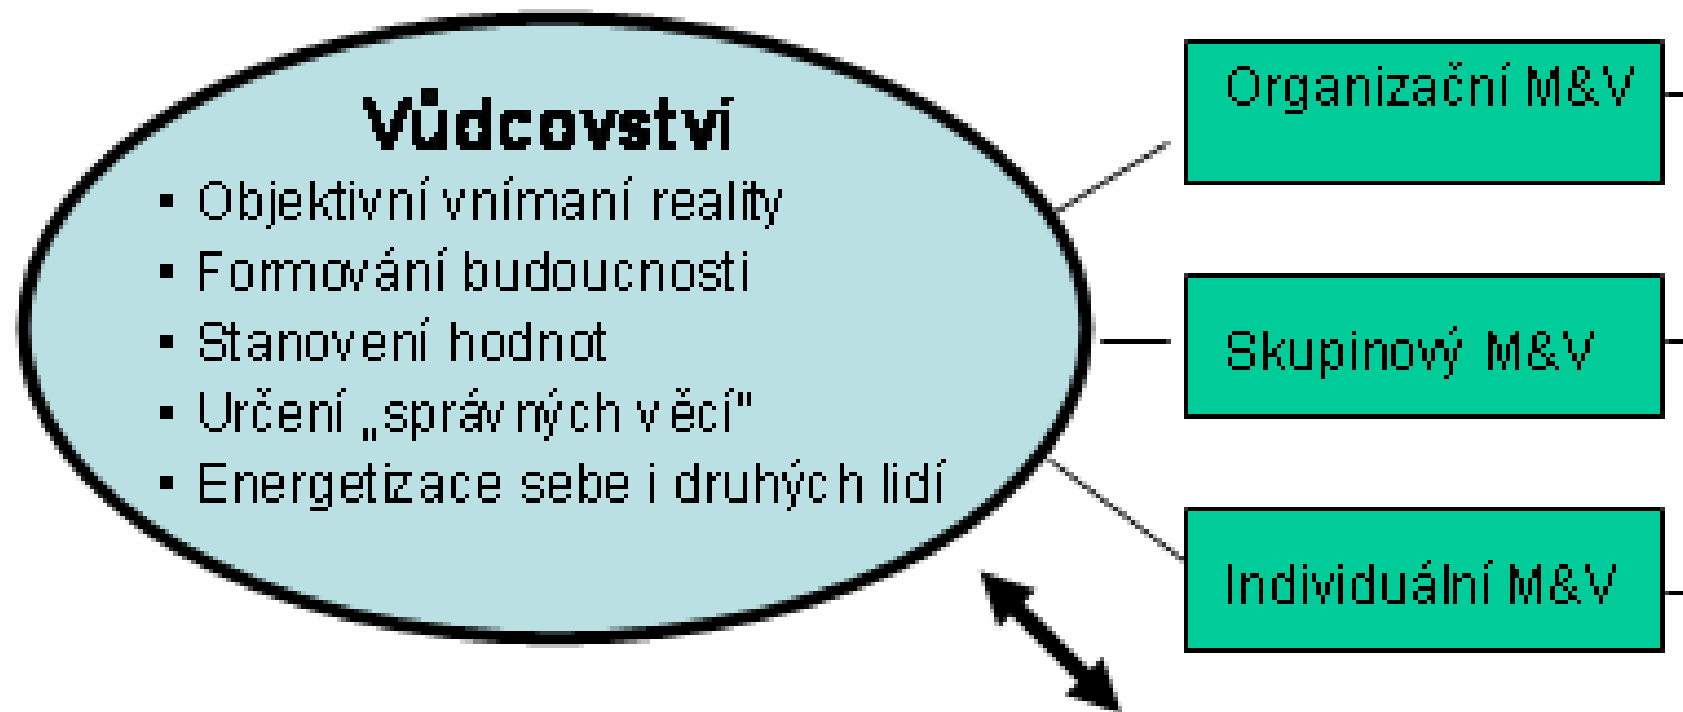 Vůdcovství
▪ Objektivní vnímaní reality
▪ Formování budoucnosti
▪ Stanovení hodnot
▪ Určení „správných věcí"
▪ Energetizace sebe i druhých lidí
Organizační M&V
Skupinový M&V
Individuální M&V